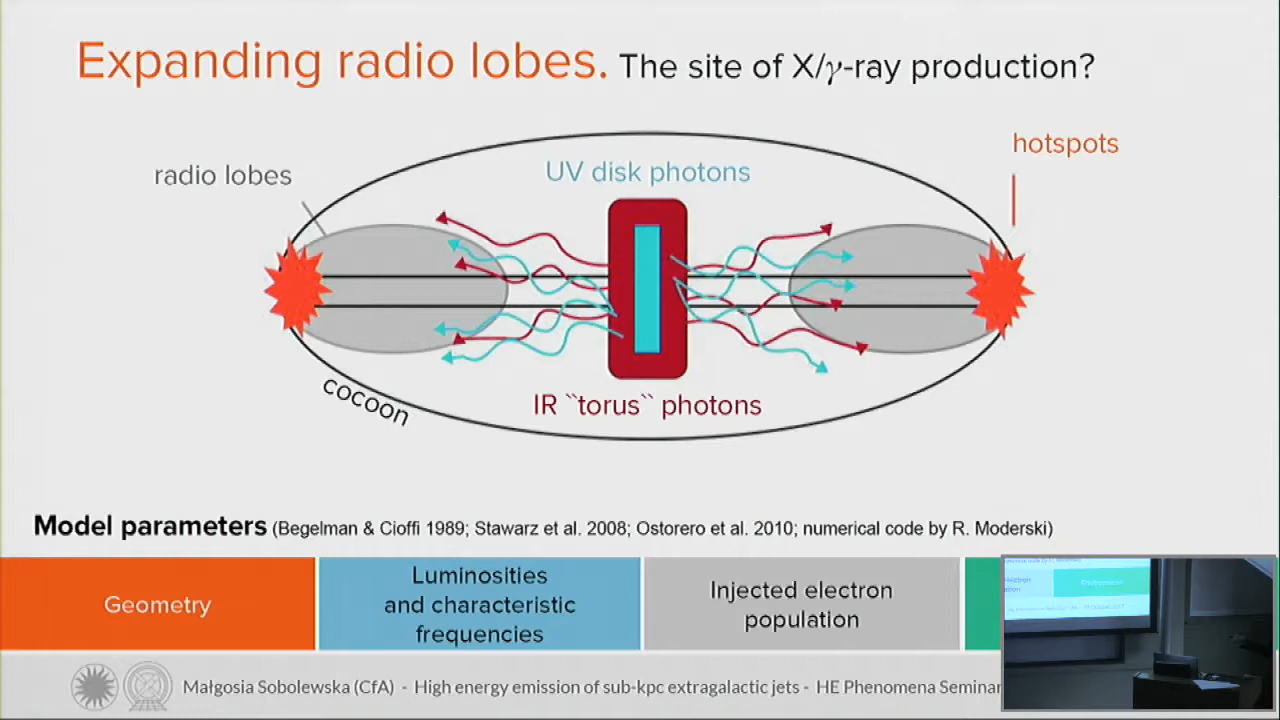 Expanding radio lobes. The site of X/γ-ray production?
hotspots
radio lobes
UV disk photons
IR ``torus`` photons
cocoon
Model parameters (Begelman & Cioffi 1989; Stawarz et al. 2008; Ostorero et al. 2010; numerical code by R. Moderski)
Geometry
Luminosities
and characteristic
frequencies
Injected electron
population
Małgosia Sobolewska (CfA) - High energy emission of sub-kpc extragalactic jets - HE Phenomena Seminar